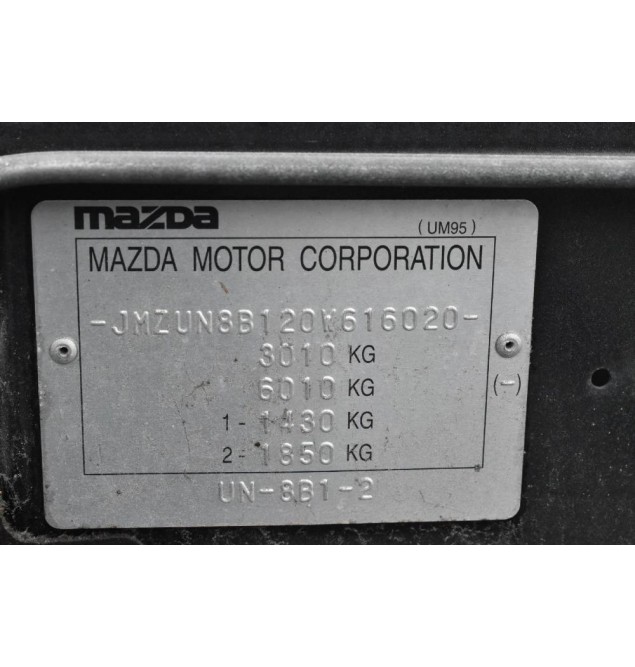 mazda
(UM95)
MAZDA MOTOR CORPORATION
-JMZUN8B120W616020-
3010 KG
6010 KG
1- 1430 KG
2- 1850 KG
(-)
UN-8B1-2